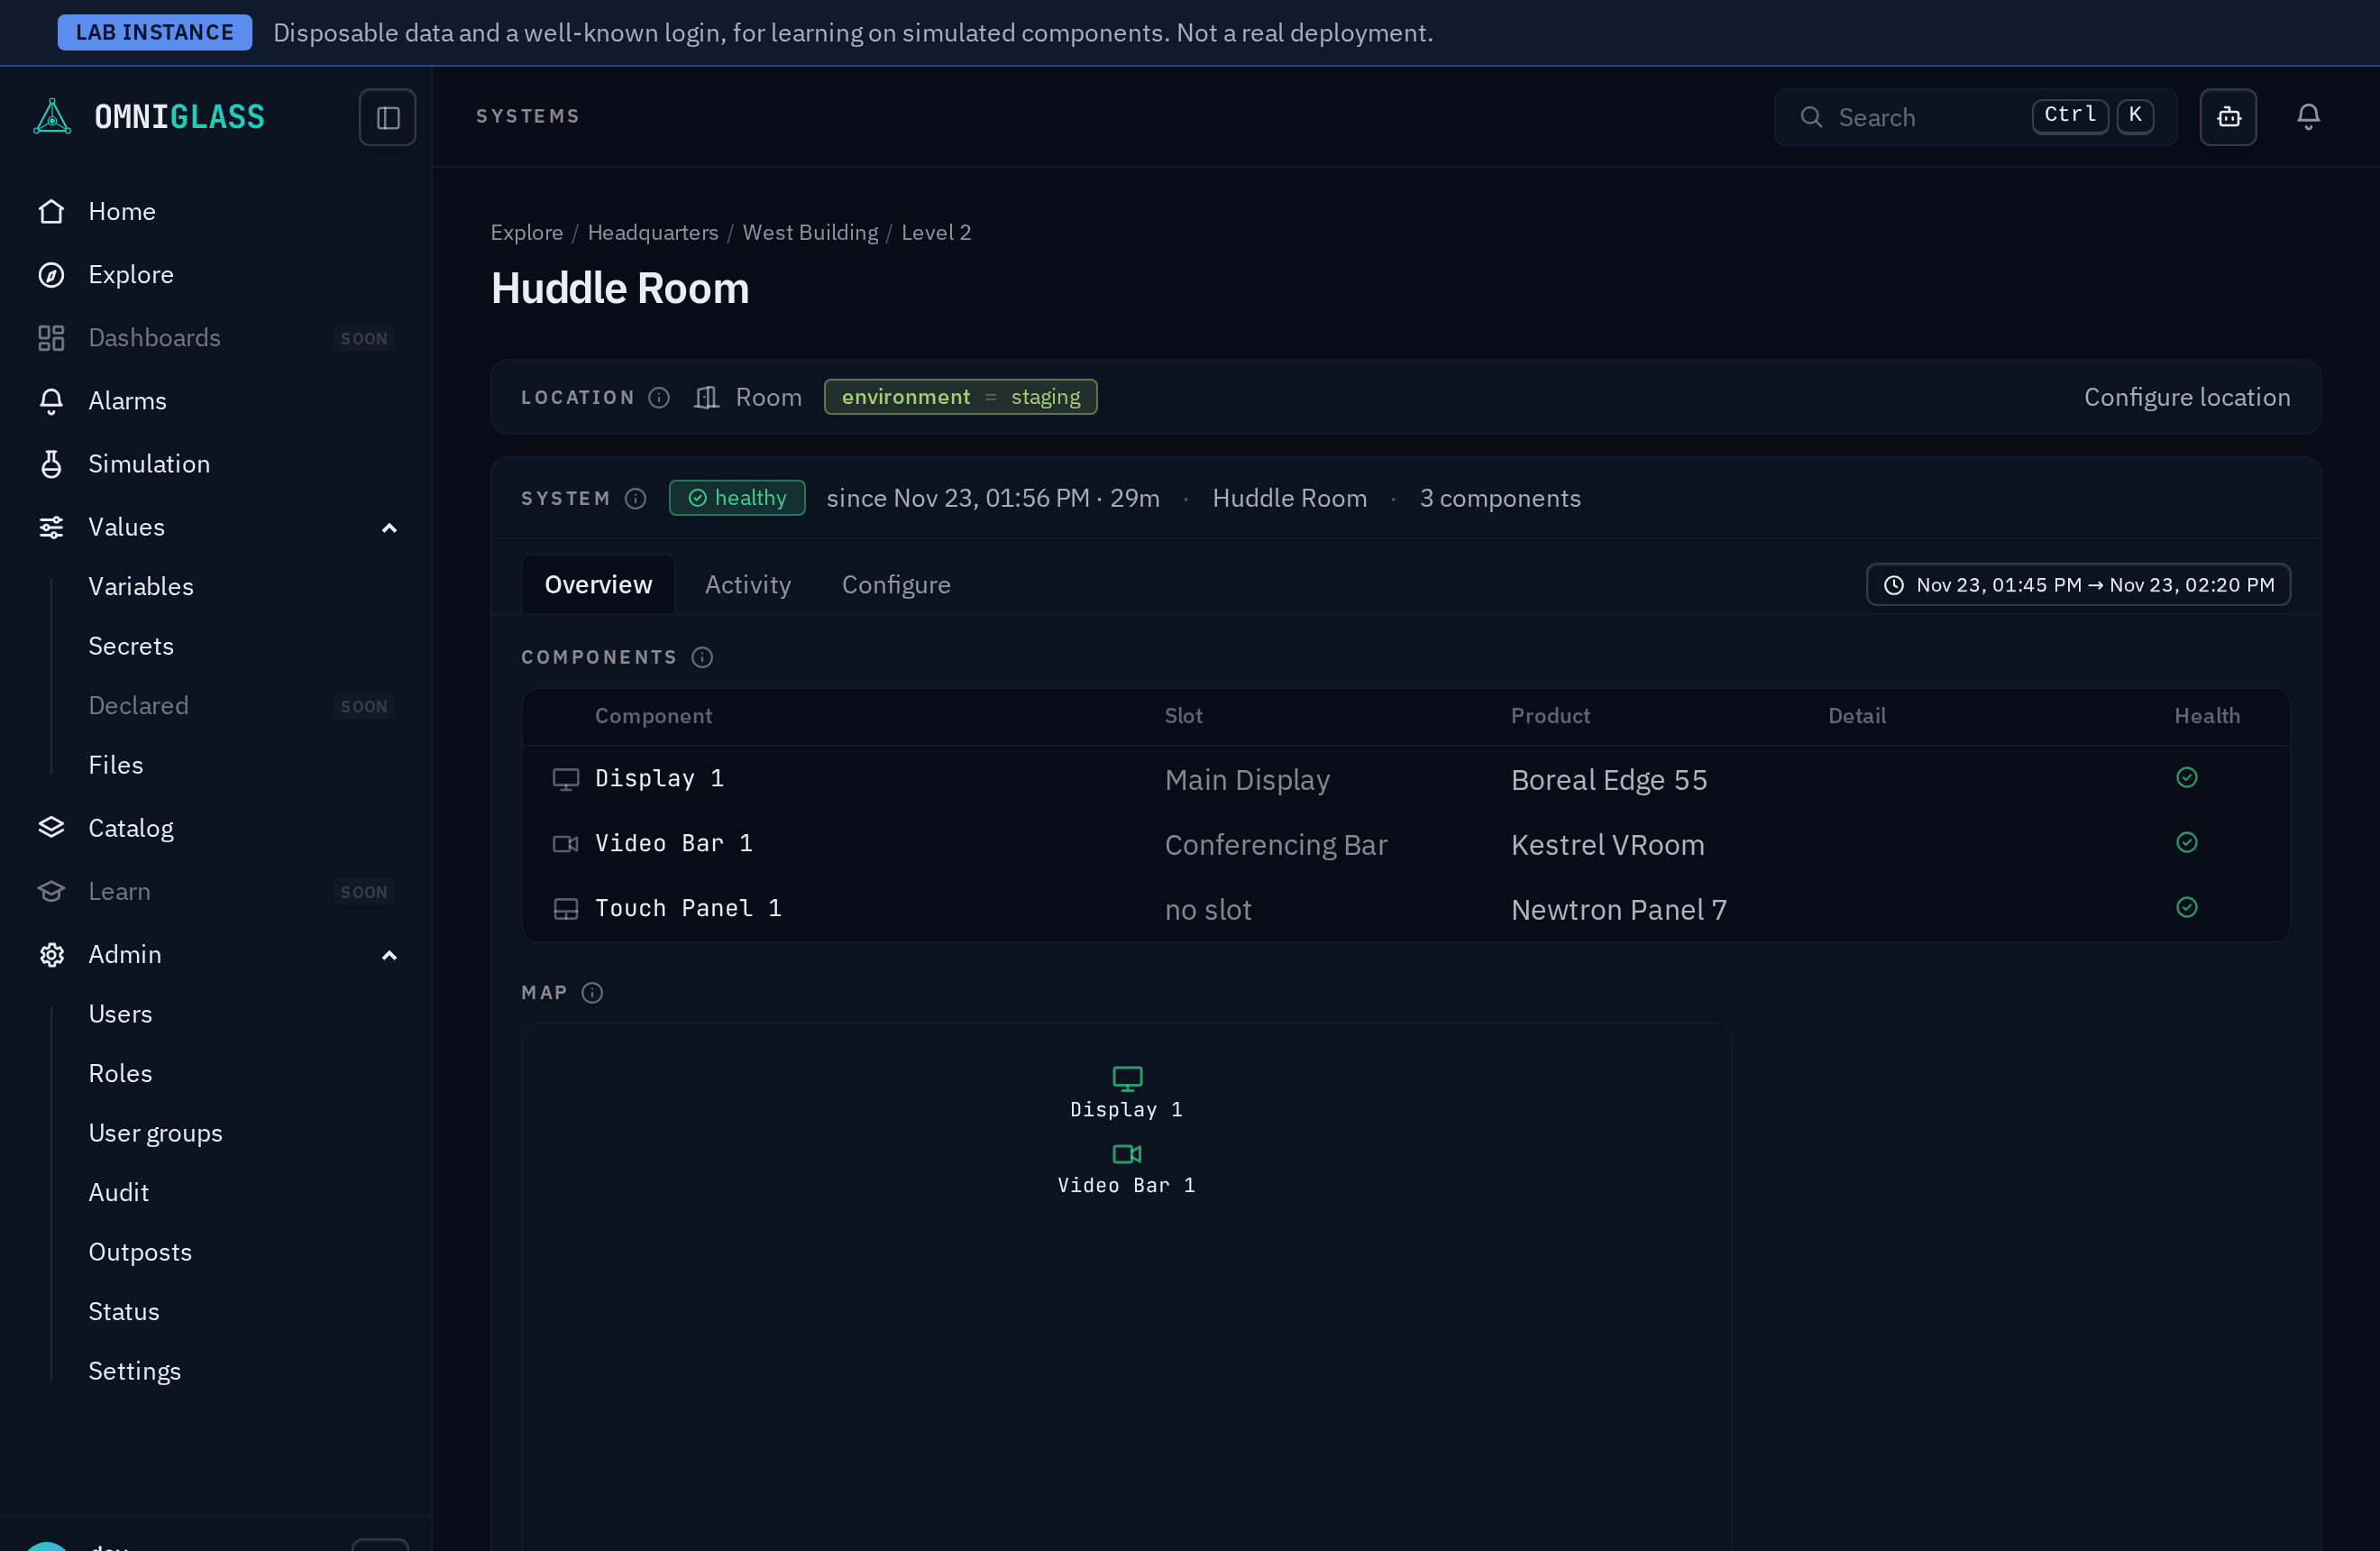 LAB INSTANCE Disposable data and a well-known login, for learning on simulated components. Not a real deployment.
OMNIGLASS
SYSTEMS
Search Ctrl K
Home
Explore
Dashboards SOON
Alarms
Simulation
Values
Variables
Secrets
Declared SOON
Files
Catalog
Learn SOON
Admin
Users
Roles
User groups
Audit
Outposts
Status
Settings
Explore / Headquarters / West Building / Level 2
Huddle Room
LOCATION Room environment = staging Configure location
SYSTEM healthy since Nov 23, 01:56 PM · 29m · Huddle Room · 3 components
Overview Activity Configure Nov 23, 01:45 PM → Nov 23, 02:20 PM
COMPONENTS
Component Slot Product Detail Health
Display 1 Main Display Boreal Edge 55
Video Bar 1 Conferencing Bar Kestrel VRoom
Touch Panel 1 no slot Newtron Panel 7
MAP
Display 1
Video Bar 1